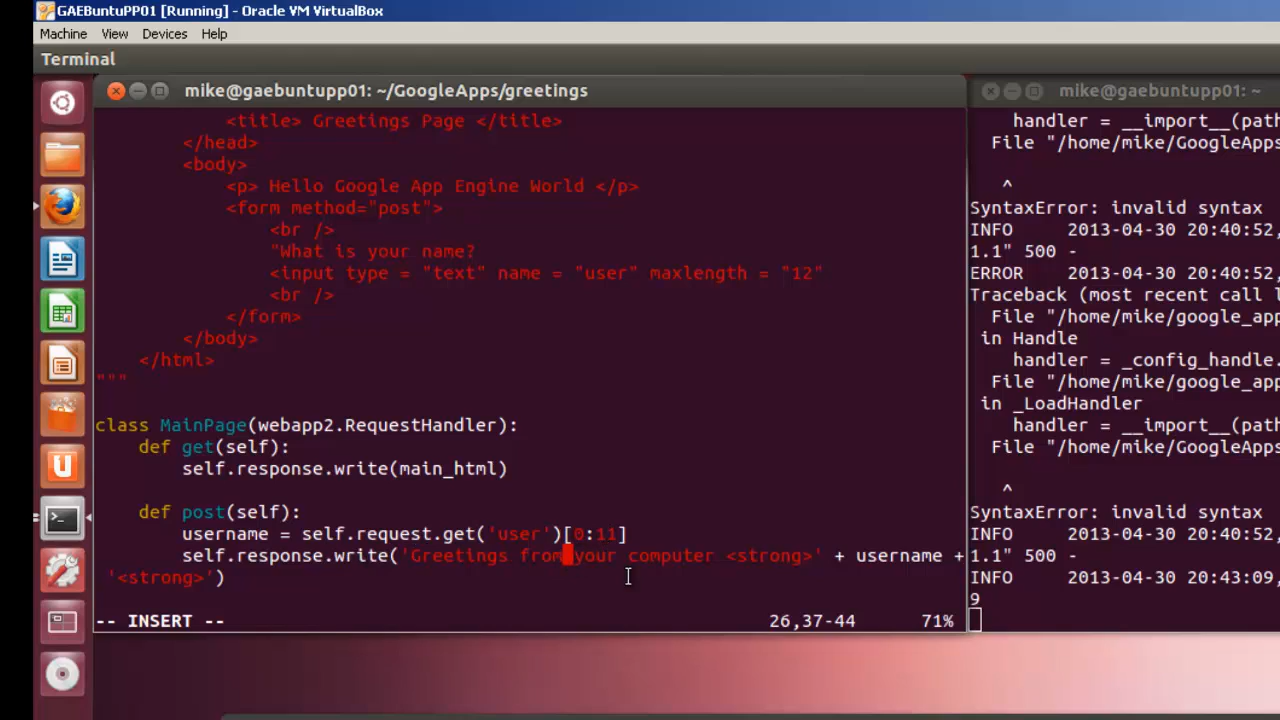 GAEBuntuPP01 [Running] - Oracle VM VirtualBox
Machine View Devices Help
Terminal
mike@gaebuntupp01: ~/GoogleApps/greetings
<title> Greetings Page </title>
</head>
<body>
<p> Hello Google App Engine World </p>
<form method="post">
<br />
"What is your name?
<input type = "text" name = "user" maxlength = "12"
<br />
</form>
</body>
</html>
"""
class MainPage(webapp2.RequestHandler):
def get(self):
self.response.write(main_html)
def post(self):
username = self.request.get('user')[0:11]
self.response.write('Greetings from your computer <strong>' + username +
'<strong>')
-- INSERT -- 26,37-44 71%
mike@gaebuntupp01: ~
handler = __import__(path
File "/home/mike/GoogleApps
^
SyntaxError: invalid syntax
INFO 2013-04-30 20:40:52,
1.1" 500 -
ERROR 2013-04-30 20:40:52,
Traceback (most recent call l
File "/home/mike/google_app
in Handle
handler = _config_handle.
File "/home/mike/google_app
in _LoadHandler
handler = __import__(path
File "/home/mike/GoogleApps
^
SyntaxError: invalid syntax
INFO 2013-04-30 20:40:52,
1.1" 500 -
INFO 2013-04-30 20:43:09,
9